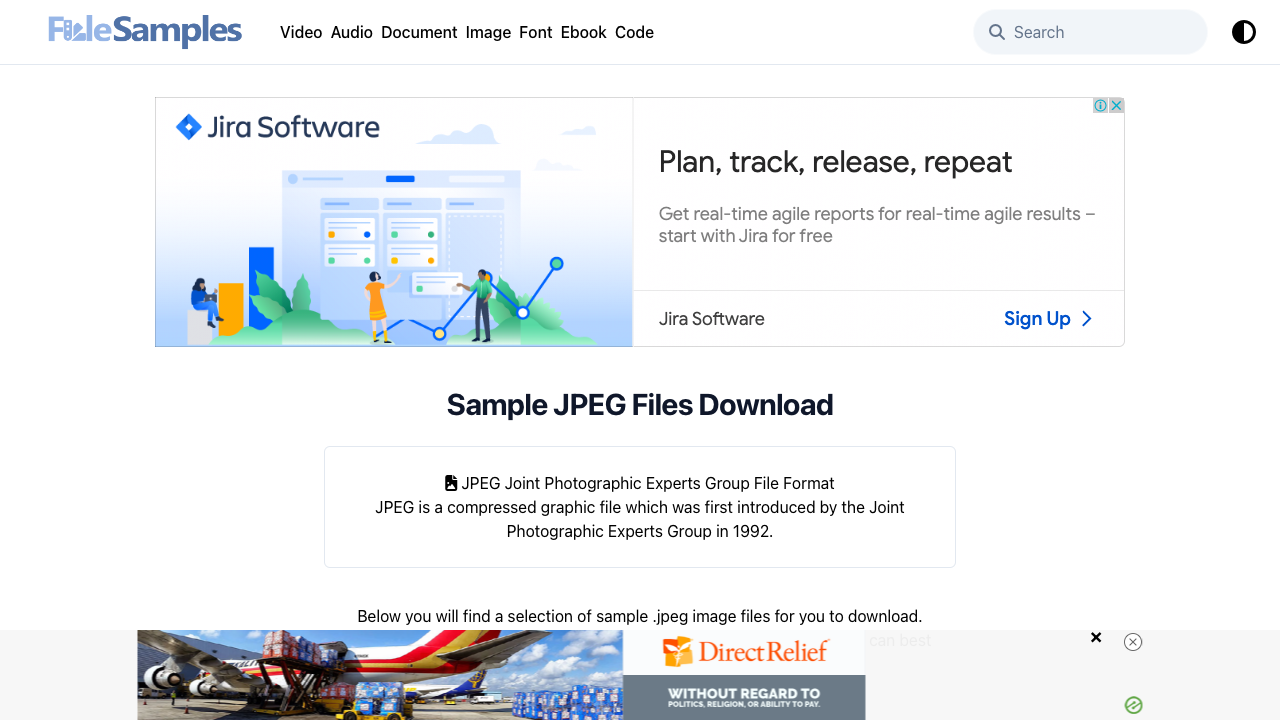 FileSamples
Video Audio Document Image Font Ebook Code
Search
Jira Software
Plan, track, release, repeat
Get real-time agile reports for real-time agile results –
start with Jira for free
Jira Software
Sign Up
Sample JPEG Files Download
JPEG Joint Photographic Experts Group File Format
JPEG is a compressed graphic file which was first introduced by the Joint
Photographic Experts Group in 1992.
Below you will find a selection of sample .jpeg image files for you to download.
can best
DirectRelief
WITHOUT REGARD TO
POLITICS, RELIGION, OR ABILITY TO PAY.